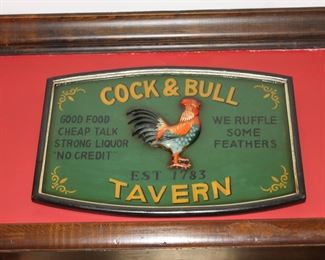 COCK & BULL
GOOD FOOD
CHEAP TALK
STRONG LIQUOR
"NO CREDIT"
WE RUFFLE
SOME
FEATHERS
EST 1783
TAVERN